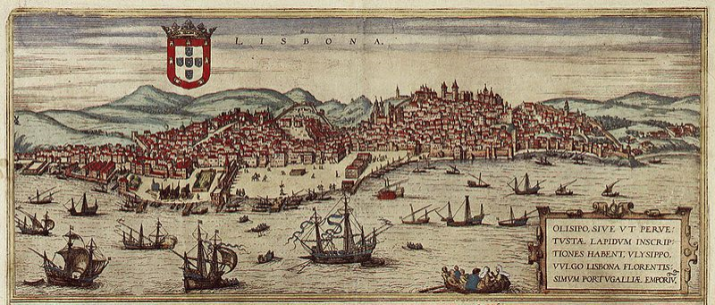 LISBONA.
OLISIPO, SIVE VT PERVE-
TVSTÆ LAPIDVM INSCRIP-
TIONES HABENT, VLYSIPPO,
VVLGO LISBONA FLORENTIS-
SIMVM PORTVGALLIÆ EMPORIV,